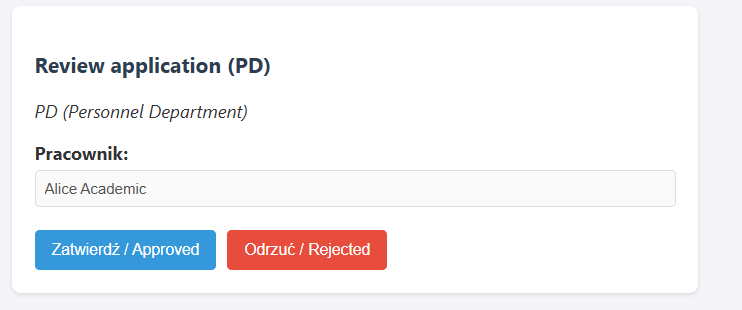 Review application (PD)
PD (Personnel Department)
Pracownik:
Alice Academic
Zatwierdź / Approved Odrzuć / Rejected